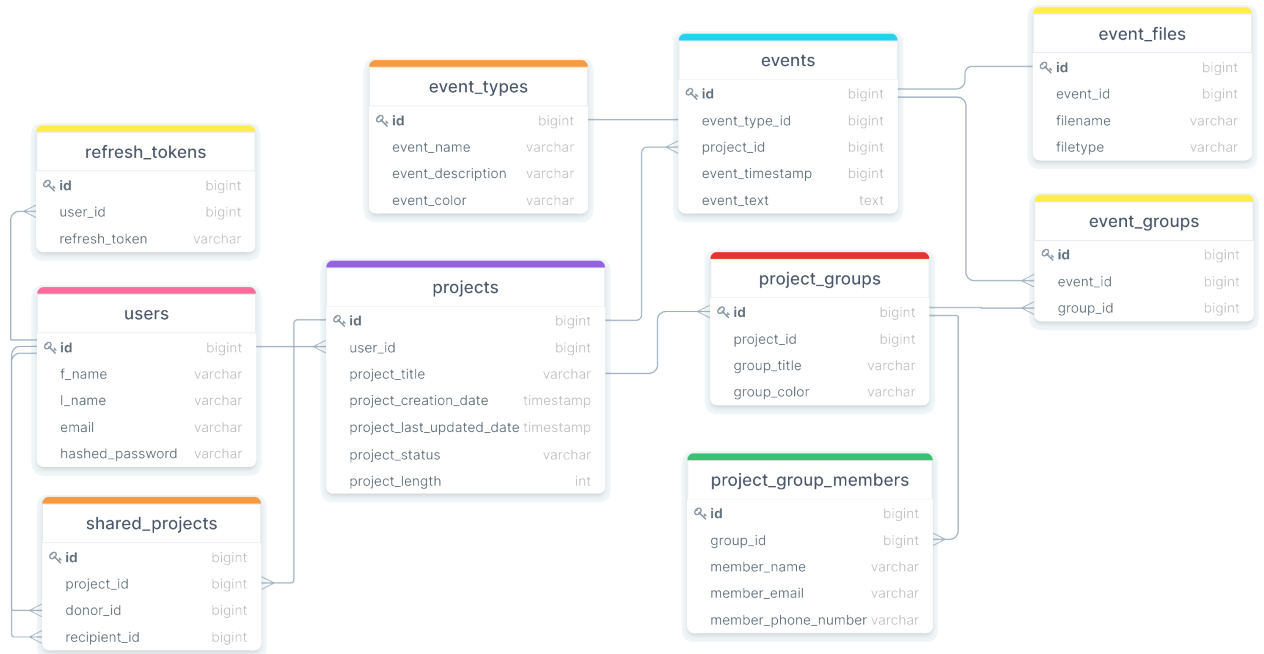 refresh_tokens
id bigint
user_id bigint
refresh_token varchar
users
id bigint
f_name varchar
l_name varchar
email varchar
hashed_password varchar
shared_projects
id bigint
project_id bigint
donor_id bigint
recipient_id bigint
event_types
id bigint
event_name varchar
event_description varchar
event_color varchar
projects
id bigint
user_id bigint
project_title varchar
project_creation_date timestamp
project_last_updated_date timestamp
project_status varchar
project_length int
events
id bigint
event_type_id bigint
project_id bigint
event_timestamp bigint
event_text text
project_groups
id bigint
project_id bigint
group_title varchar
group_color varchar
project_group_members
id bigint
group_id bigint
member_name varchar
member_email varchar
member_phone_number varchar
event_files
id bigint
event_id bigint
filename varchar
filetype varchar
event_groups
id bigint
event_id bigint
group_id bigint